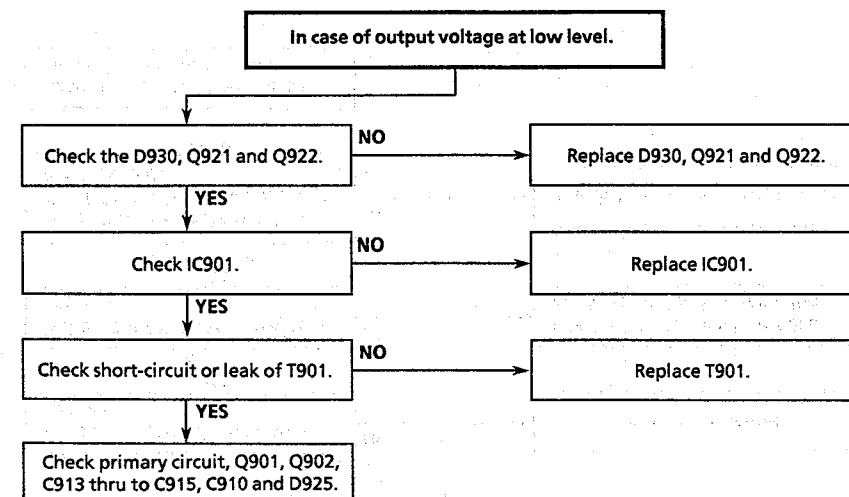 In case of output voltage at low level.
Check the D930, Q921 and Q922.
NO
Replace D930, Q921 and Q922.
YES
Check IC901.
NO
Replace IC901.
YES
Check short-circuit or leak of T901.
NO
Replace T901.
YES
Check primary circuit, Q901, Q902,
C913 thru to C915, C910 and D925.